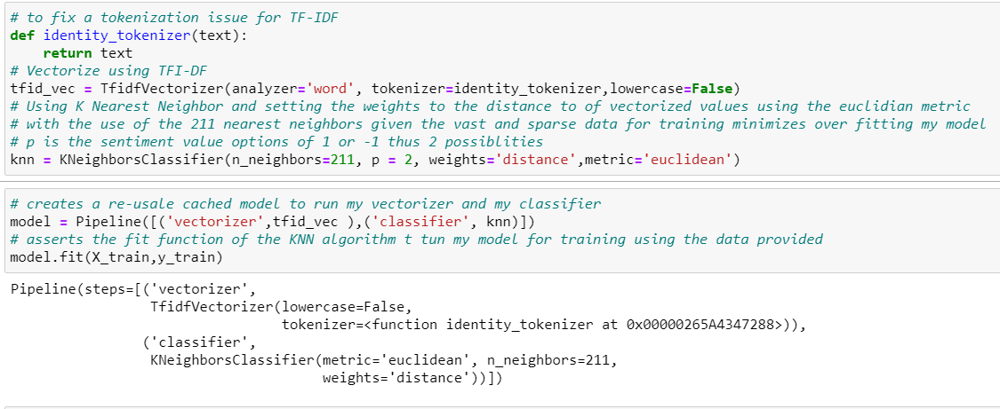 # to fix a tokenization issue for TF-IDF
def identity_tokenizer(text):
    return text
# Vectorize using TFI-DF
tfid_vec = TfidfVectorizer(analyzer='word', tokenizer=identity_tokenizer,lowercase=False)
# Using K Nearest Neighbor and setting the weights to the distance to of vectorized values using the euclidian metric
# with the use of the 211 nearest neighbors given the vast and sparse data for training minimizes over fitting my model
# p is the sentiment value options of 1 or -1 thus 2 possiblities
knn = KNeighborsClassifier(n_neighbors=211, p = 2, weights='distance',metric='euclidean')
# creates a re-usale cached model to run my vectorizer and my classifier
model = Pipeline([('vectorizer',tfid_vec ),('classifier', knn)])
# asserts the fit function of the KNN algorithm t tun my model for training using the data provided
model.fit(X_train,y_train)
Pipeline(steps=[('vectorizer',
                 TfidfVectorizer(lowercase=False,
                                 tokenizer=<function identity_tokenizer at 0x00000265A4347288>)),
                ('classifier',
                 KNeighborsClassifier(metric='euclidean', n_neighbors=211,
                                      weights='distance'))])